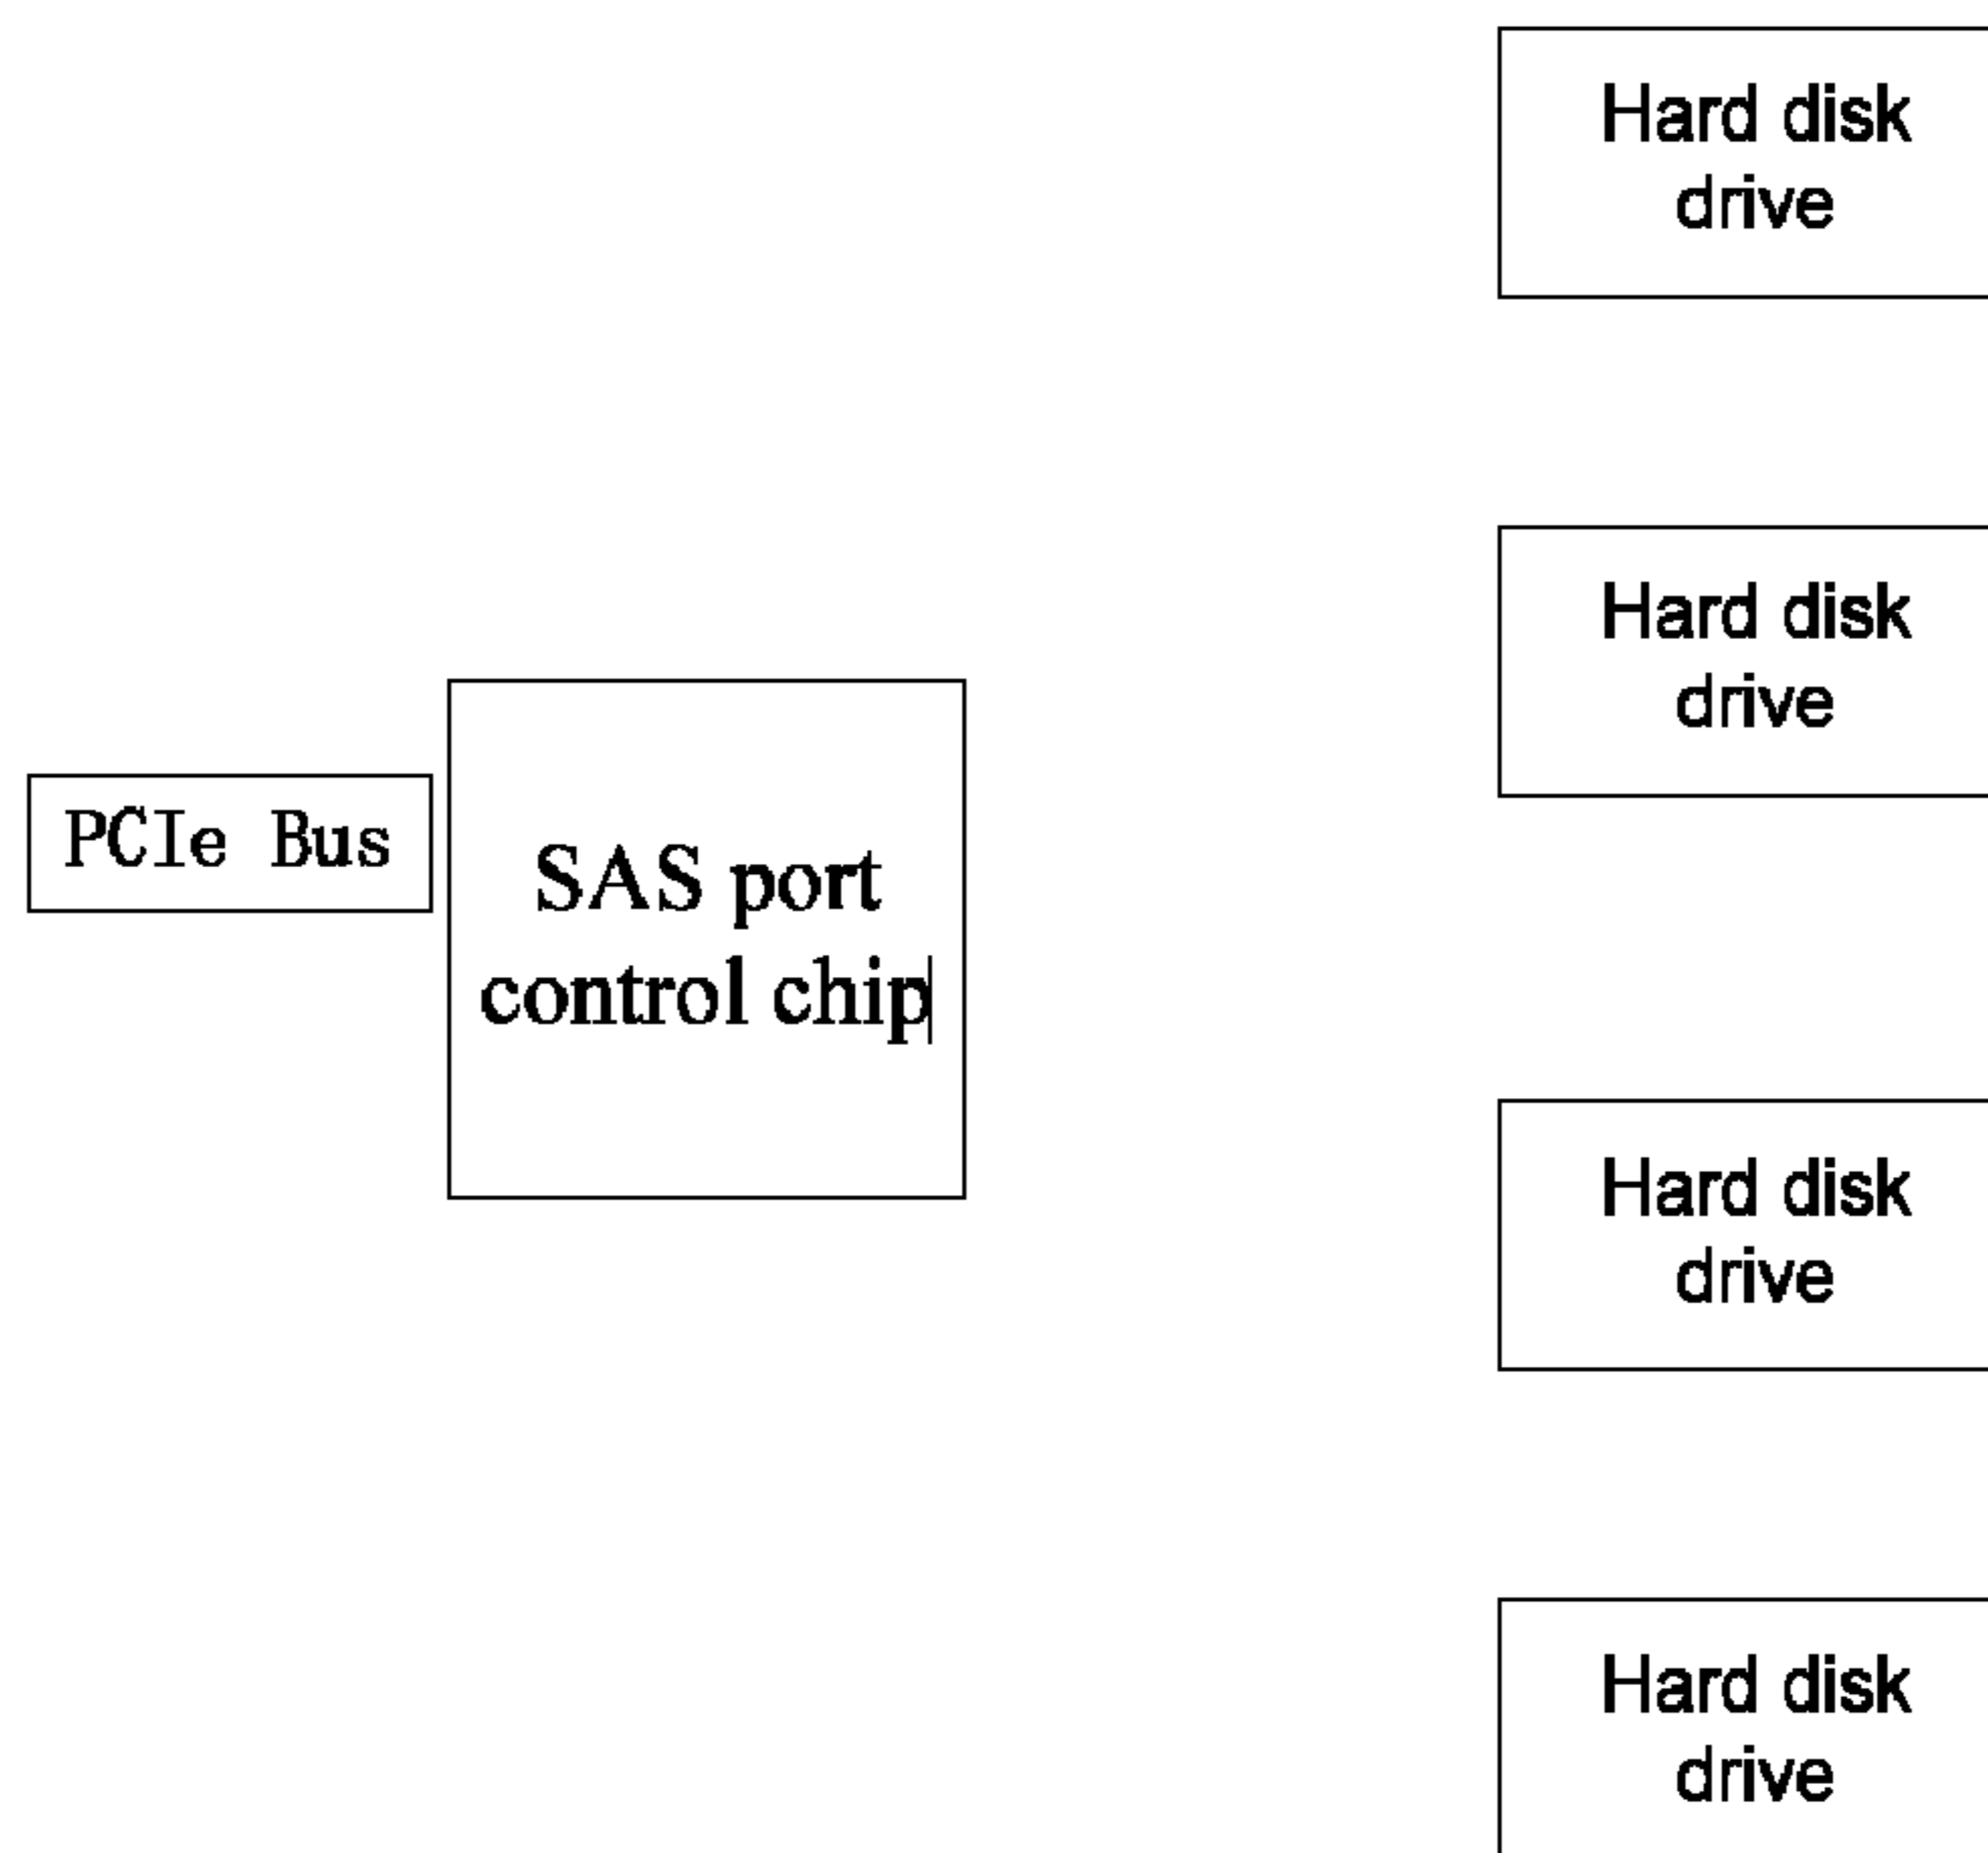 Hard disk
drive
Hard disk
drive
PCIe Bus
SAS port
control chip
Hard disk
drive
Hard disk
drive